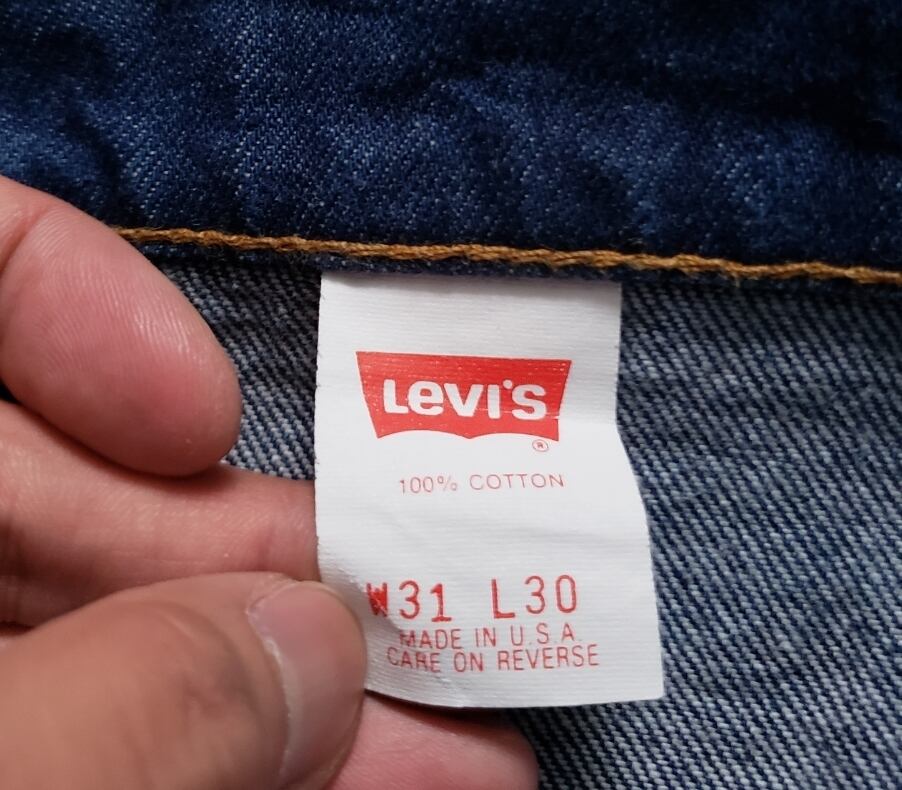 Levi's
®
100% COTTON
W31 L30
MADE IN U.S.A.
CARE ON REVERSE